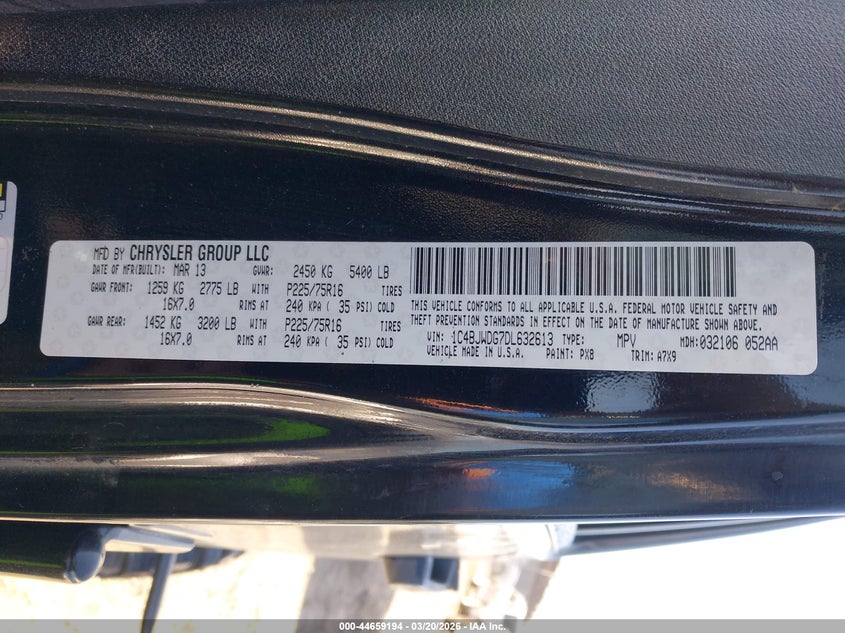 MFD BY CHRYSLER GROUP LLC
DATE OF MFR(BUILT): MAR 13 GVWR: 2450 KG 5400 LB
GAWR FRONT: 1259 KG 2775 LB WITH P225/75R16 TIRES
16X7.0 RIMS AT 240 KPA ( 35 PSI) COLD
GAWR REAR: 1452 KG 3200 LB WITH P225/75R16 TIRES
16X7.0 RIMS AT 240 KPA ( 35 PSI) COLD
THIS VEHICLE CONFORMS TO ALL APPLICABLE U.S.A. FEDERAL MOTOR VEHICLE SAFETY AND
THEFT PREVENTION STANDARDS IN EFFECT ON THE DATE OF MANUFACTURE SHOWN ABOVE.
VIN: 1C4BJWDG7DL632613 TYPE: MPV MDH: 032106 052AA
VEHICLE MADE IN U.S.A. PAINT: PX8 TRIM: A7X9
000-44659194 - 03/20/2026 - IAA Inc.